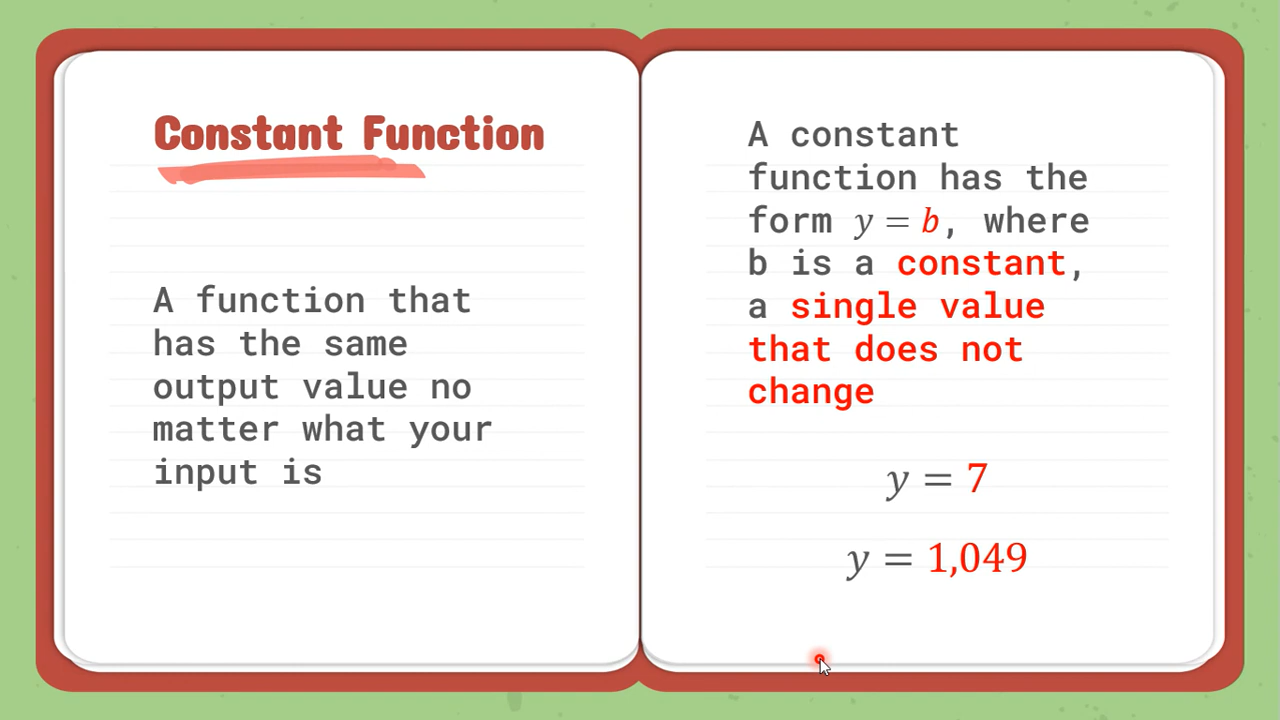 Constant Function
A function that
has the same
output value no
matter what your
input is
A constant
function has the
form y = b, where
b is a constant,
a single value
that does not
change
y = 7
y = 1,049